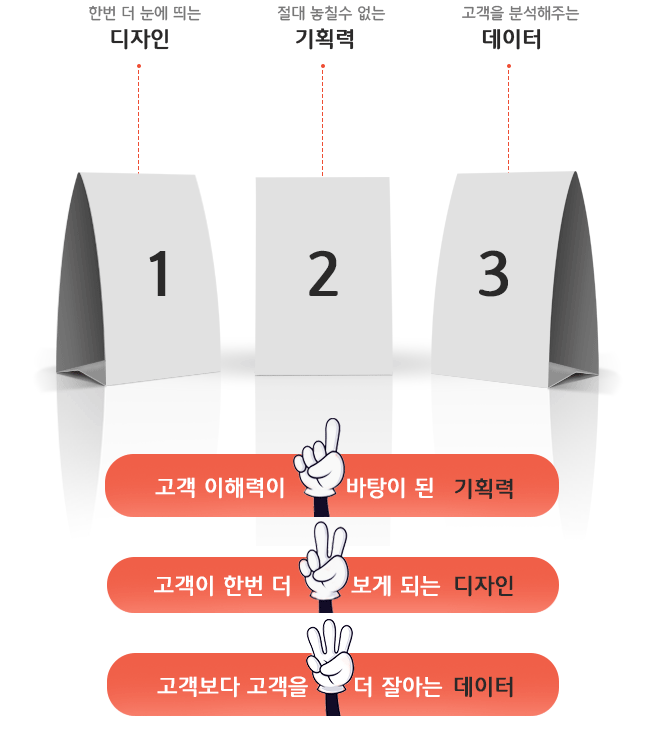 한번 더 눈에 띄는
디자인
절대 놓칠수 없는
기획력
고객을 분석해주는
데이터
1
2
3
고객 이해력이 바탕이 된 기획력
고객이 한번 더 보게 되는 디자인
고객보다 고객을 더 잘아는 데이터